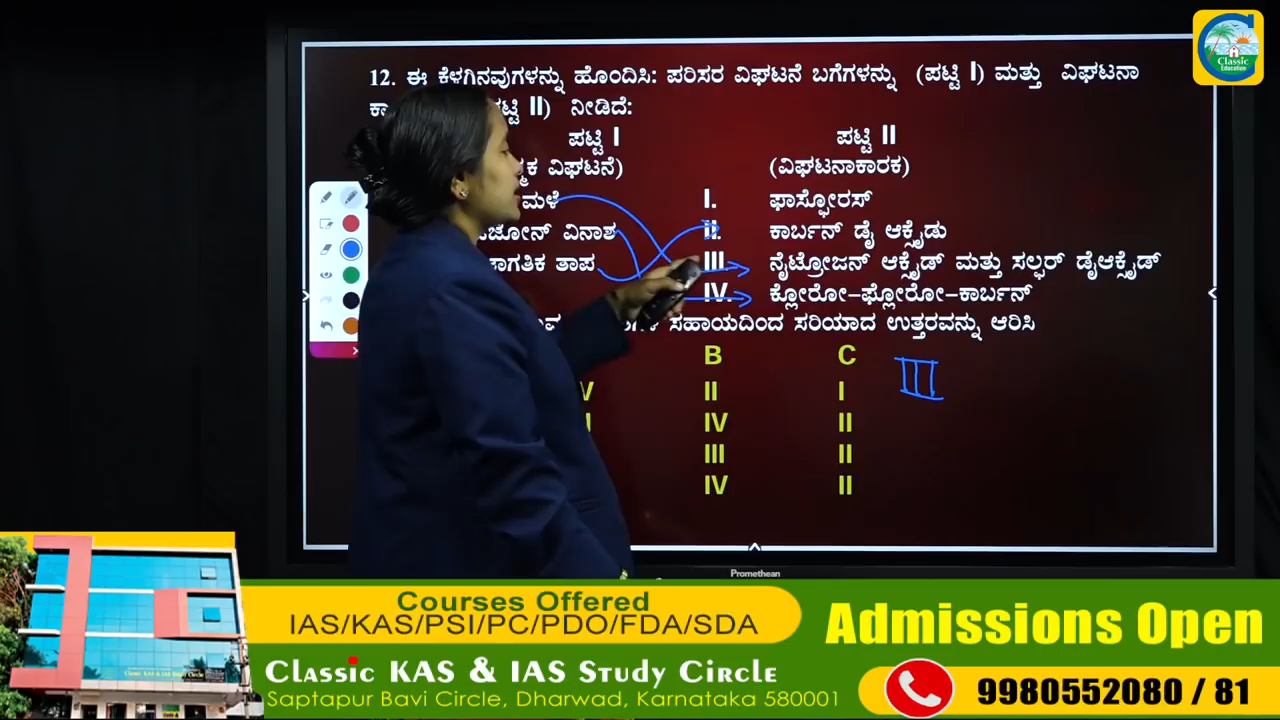 Classic
Education
12. ಈ ಕೆಳಗಿನವುಗಳನ್ನು ಹೊಂದಿಸಿ: ಪರಿಸರ ವಿಘಟನೆ ಬಗೆಗಳನ್ನು (ಪಟ್ಟಿ I) ಮತ್ತು ವಿಘಟನಾ
II) ನೀಡಿದೆ:
ಪಟ್ಟಿ I ಪಟ್ಟಿ II
ವಿಘಟನೆ) (ವಿಘಟನಾಕಾರಕ)
ಮಳೆ I. ಫಾಸ್ಫೋರಸ್
ವಿನಾಶ II. ಕಾರ್ಬನ್ ಡೈ ಆಕ್ಸೈಡು
ತಾಪ III ನೈಟ್ರೋಜನ್ ಆಕ್ಸೈಡ್ ಮತ್ತು ಸಲ್ಫರ್ ಡೈಆಕ್ಸೈಡ್
IV. ಕ್ಲೋರೋ-ಫ್ಲೋರೋ-ಕಾರ್ಬನ್
ಸಹಾಯದಿಂದ ಸರಿಯಾದ ಉತ್ತರವನ್ನು ಆರಿಸಿ
B C III
II I
IV II
III II
IV II
Promethean
Courses Offered
IAS/KAS/PSI/PC/PDO/FDA/SDA
Admissions Open
Classic KAS & IAS Study Circle
Saptapur Bavi Circle, Dharwad, Karnataka 580001
9980552080 / 81